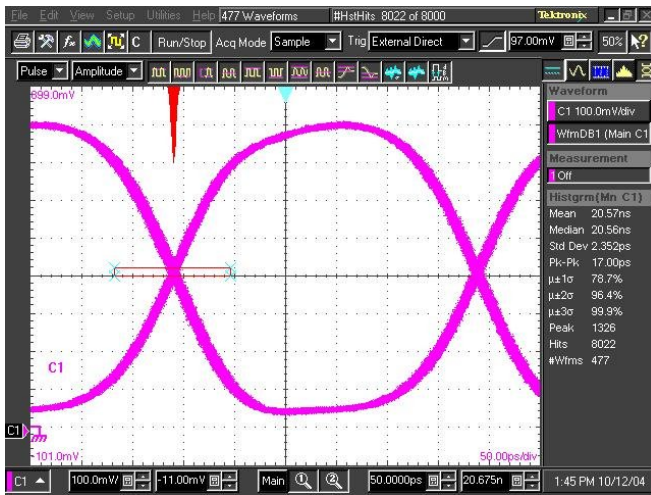 File Edit View Setup Utilities Help 477 Waveforms #HstHits 8022 of 8000 Tektronix
C Run/Stop Acq Mode Sample Trig External Direct 97.00mV 50%
Pulse Amplitude
899.0mV
Waveform
C1 100.0mV/div
WfmDB1 (Main C1
Measurement
1 Off
Histgrm(Mn C1)
Mean 20.57ns
Median 20.56ns
Std Dev 2.352ps
Pk-Pk 17.00ps
µ±1σ 78.7%
µ±2σ 96.4%
µ±3σ 99.9%
Peak 1326
Hits 8022
#Wfms 477
C1
C1
-101.0mV 50.00ps/div
C1 100.0mV/ -11.00mV Main 1 2 50.0000ps 20.675n 1:45 PM 10/12/04